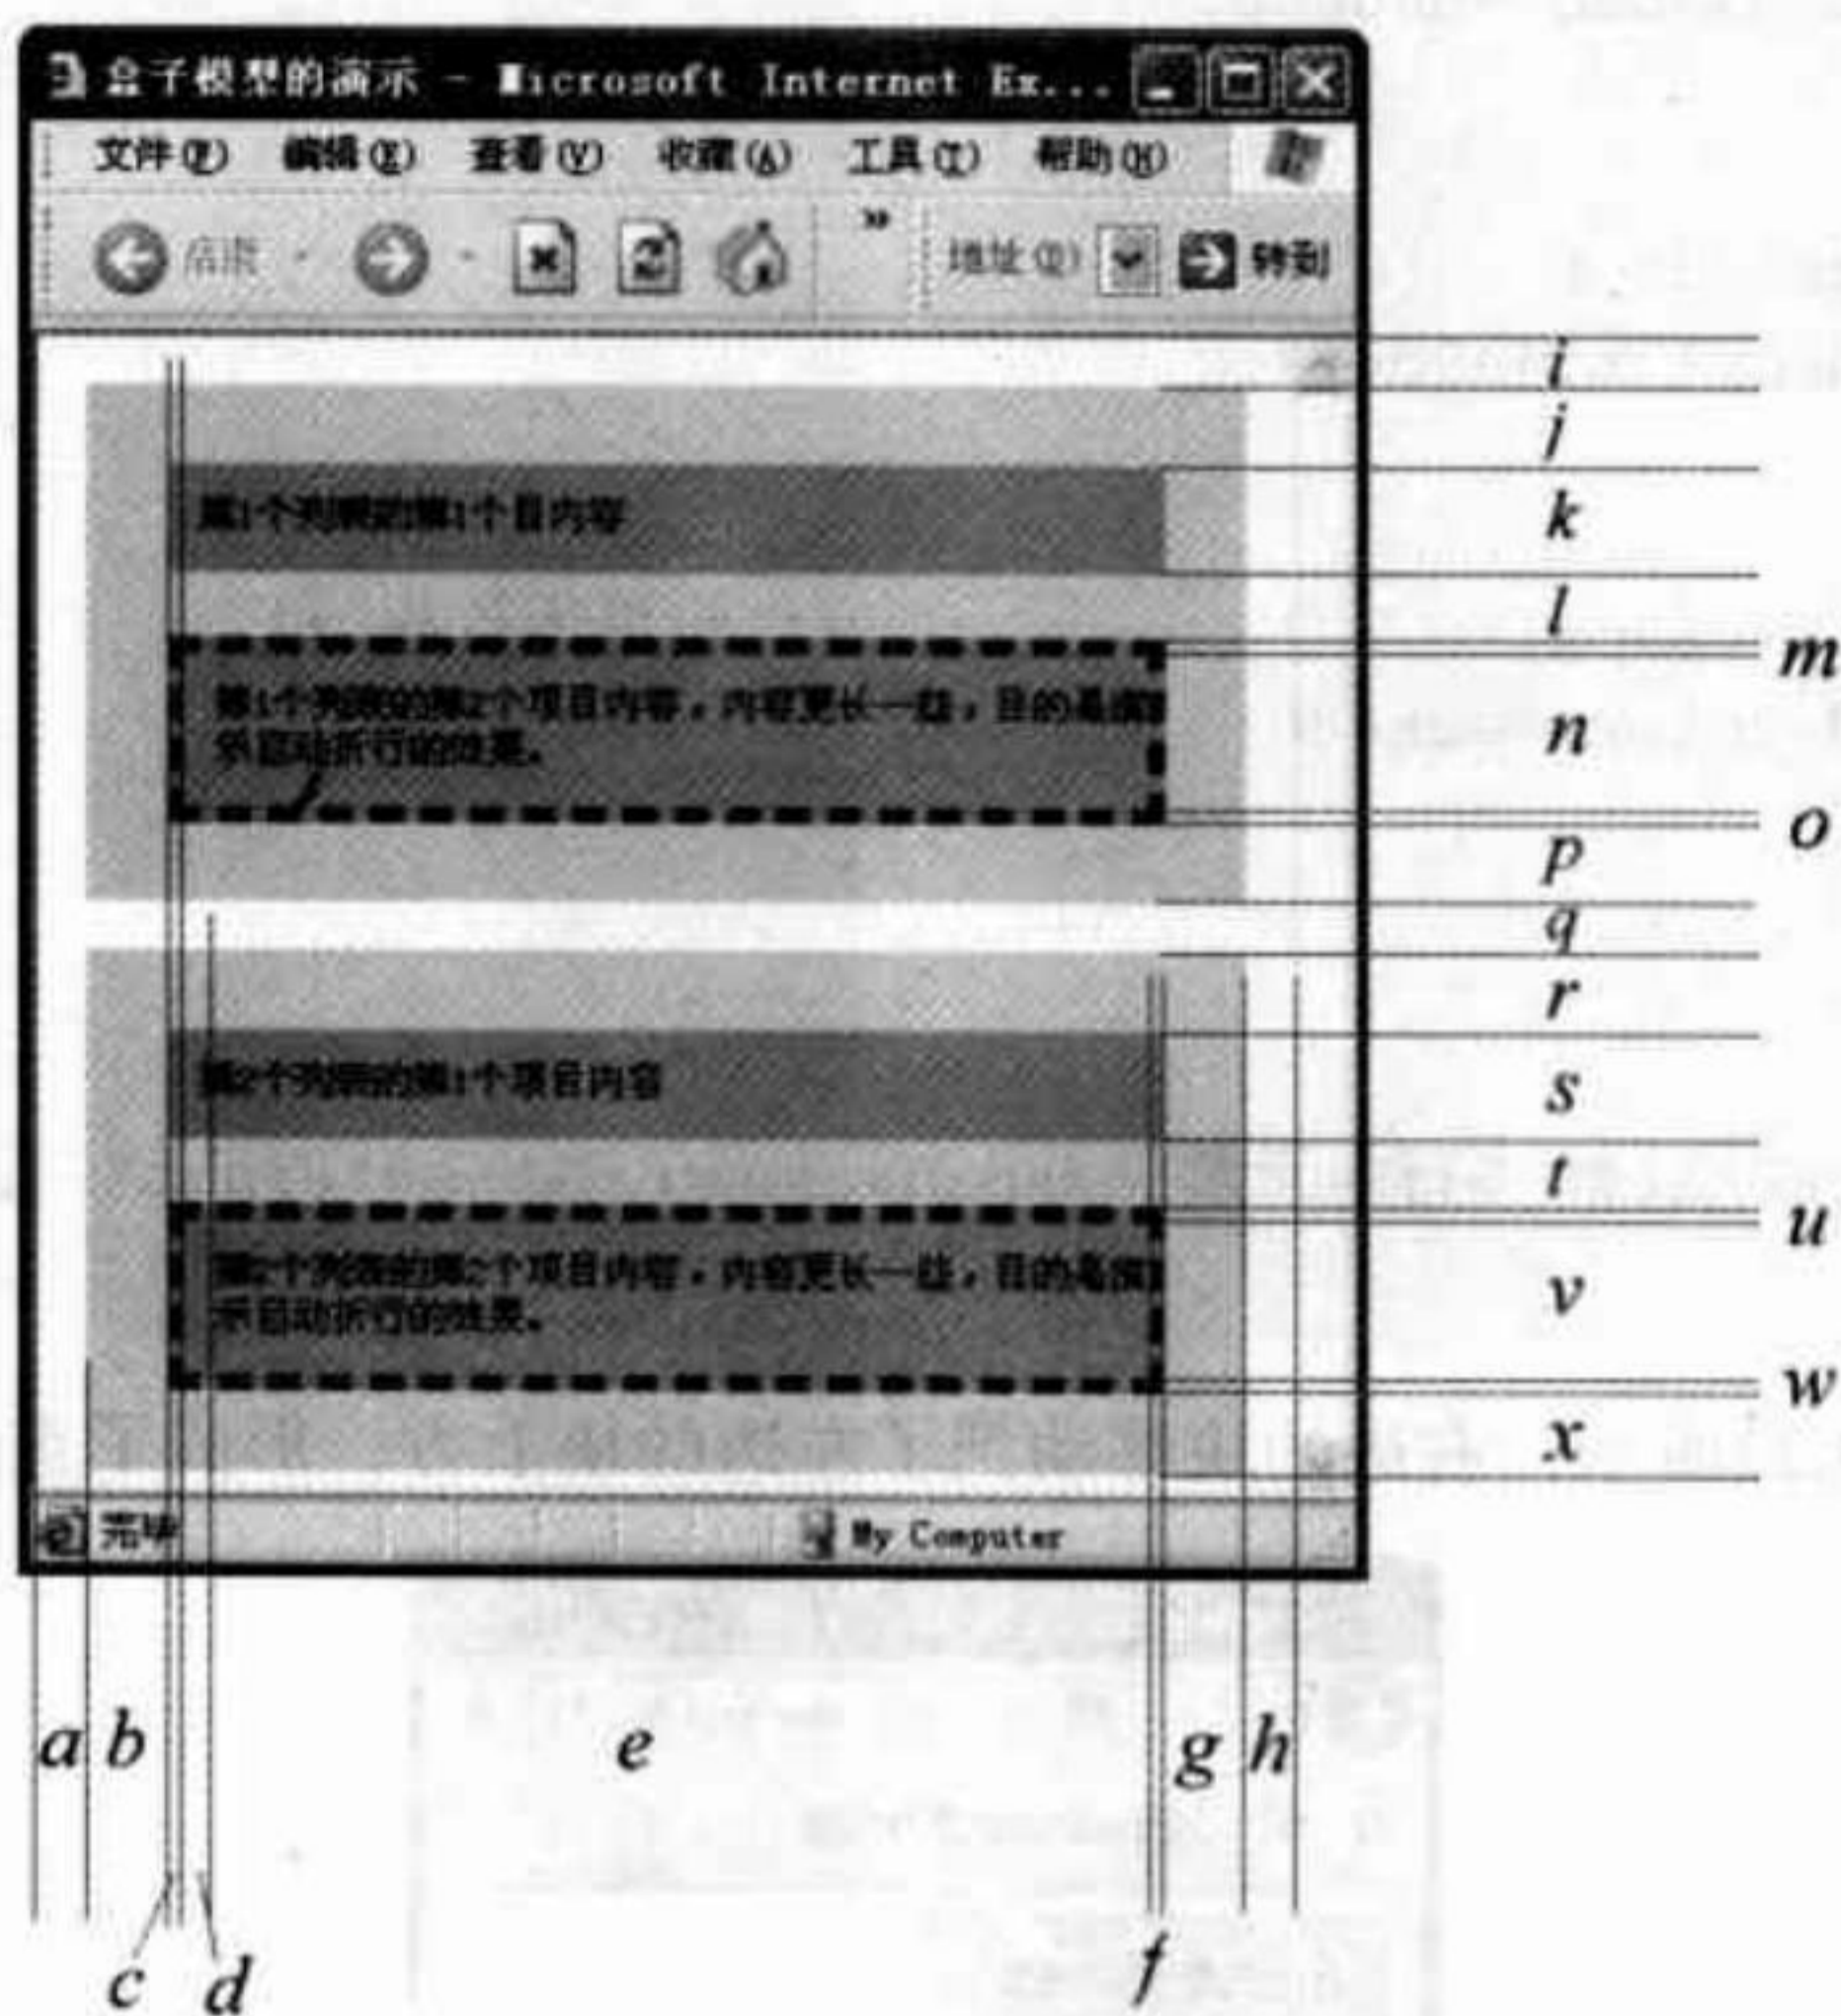 盒子模型的演示 - Microsoft Internet Ex...
文件(F) 编辑(E) 查看(V) 收藏(A) 工具(T) 帮助(H)
后退 » 地址(D) 转到
i
j
第1个列表的第1个目内容
k
l
m
第1个列表的第2个项目内容，内容更长一些，目的是演
示自动折行的效果。
n
o
p
q
r
第2个列表的第1个项目内容
s
t
u
第2个列表的第2个项目内容，内容更长一些，目的是演
示自动折行的效果。
v
w
x
完毕 My Computer
a b e g h
c d f